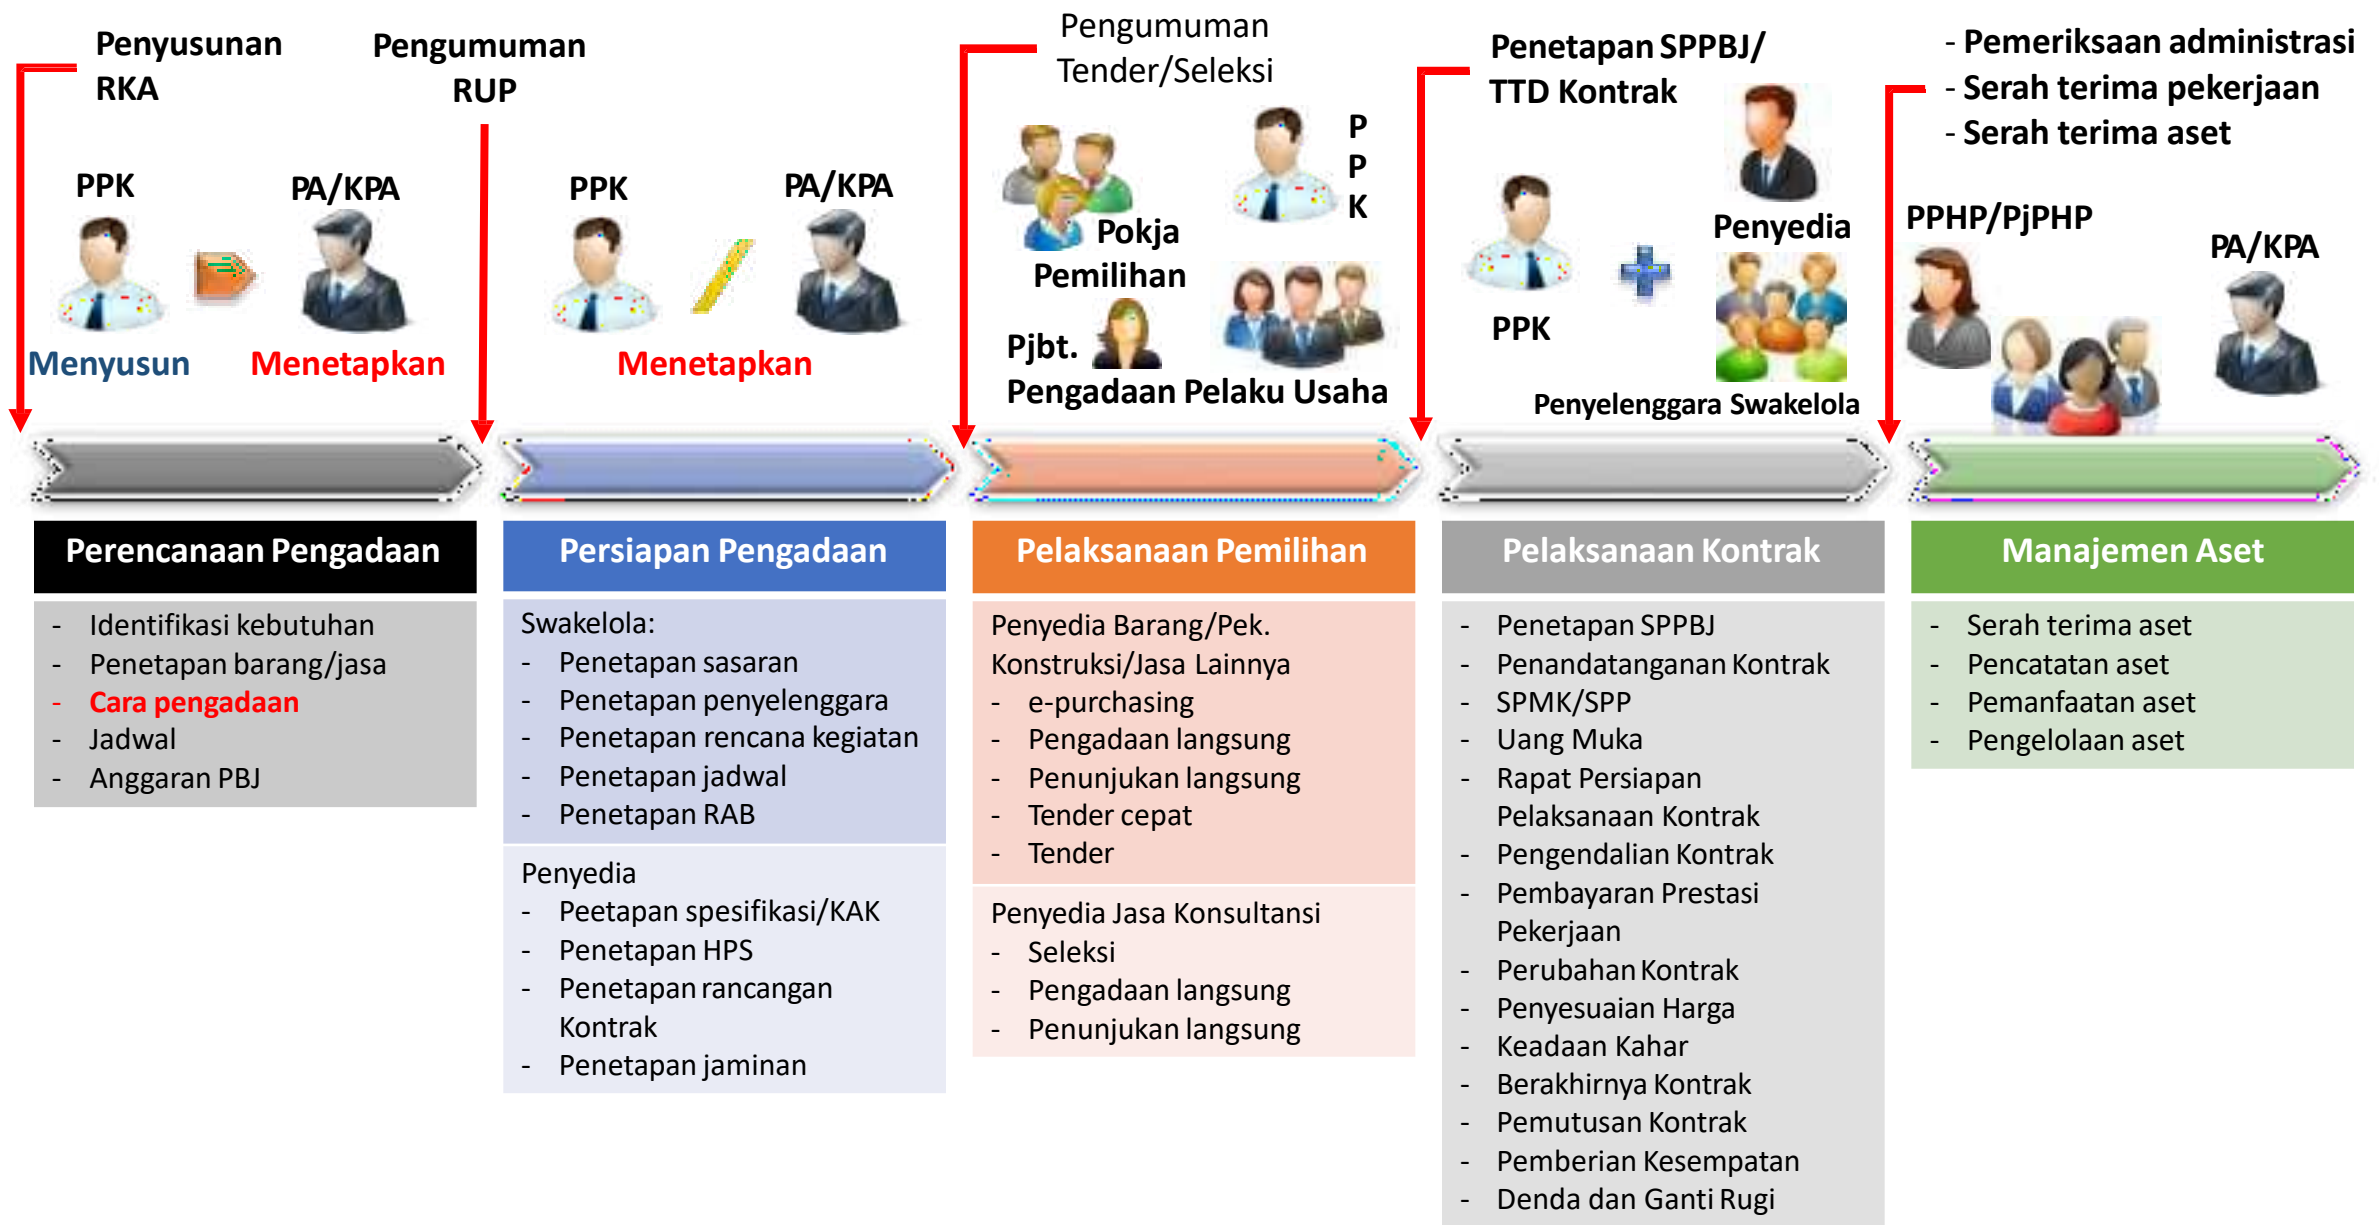 Penyusunan
RKA
Pengumuman
RUP
Pengumuman
Tender/Seleksi
Penetapan SPPBJ/
TTD Kontrak
- Pemeriksaan administrasi
- Serah terima pekerjaan
- Serah terima aset
PPK
PA/KPA
Menyusun
Menetapkan
PPK
PA/KPA
Menetapkan
P
P
K
Pokja
Pemilihan
Pjbt.
Pengadaan Pelaku Usaha
PPK
Penyedia
Penyelenggara Swakelola
PPHP/PjPHP
PA/KPA
Perencanaan Pengadaan
- Identifikasi kebutuhan
- Penetapan barang/jasa
- Cara pengadaan
- Jadwal
- Anggaran PBJ
Persiapan Pengadaan
Swakelola:
- Penetapan sasaran
- Penetapan penyelenggara
- Penetapan rencana kegiatan
- Penetapan jadwal
- Penetapan RAB
Penyedia
- Peetapan spesifikasi/KAK
- Penetapan HPS
- Penetapan rancangan
Kontrak
- Penetapan jaminan
Pelaksanaan Pemilihan
Penyedia Barang/Pek.
Konstruksi/Jasa Lainnya
- e-purchasing
- Pengadaan langsung
- Penunjukan langsung
- Tender cepat
- Tender
Penyedia Jasa Konsultansi
- Seleksi
- Pengadaan langsung
- Penunjukan langsung
Pelaksanaan Kontrak
- Penetapan SPPBJ
- Penandatanganan Kontrak
- SPMK/SPP
- Uang Muka
- Rapat Persiapan
Pelaksanaan Kontrak
- Pengendalian Kontrak
- Pembayaran Prestasi
Pekerjaan
- Perubahan Kontrak
- Penyesuaian Harga
- Keadaan Kahar
- Berakhirnya Kontrak
- Pemutusan Kontrak
- Pemberian Kesempatan
- Denda dan Ganti Rugi
Manajemen Aset
- Serah terima aset
- Pencatatan aset
- Pemanfaatan aset
- Pengelolaan aset